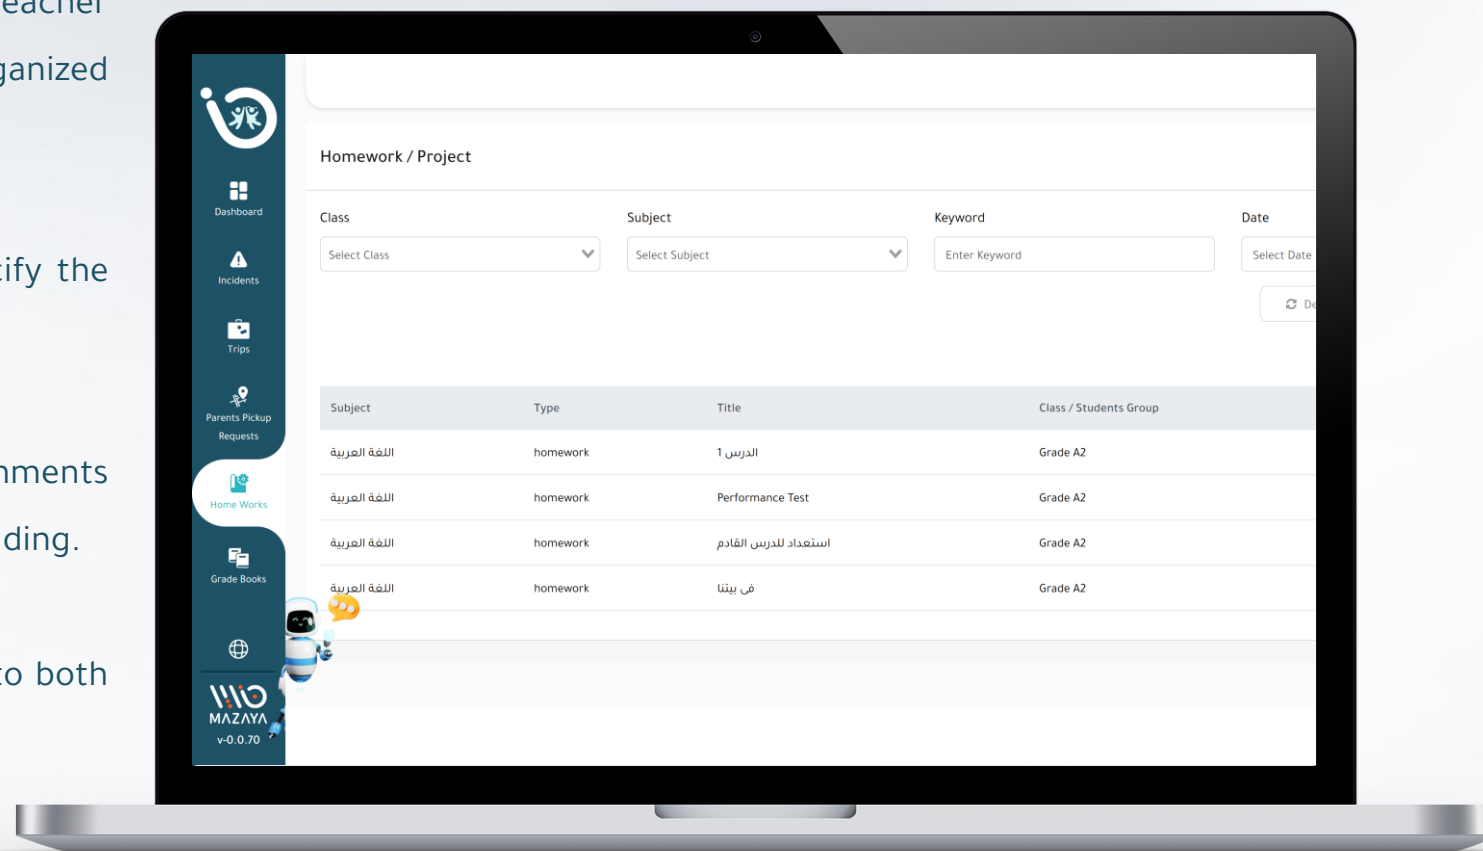 eacher
ganized
cify the
nments
ding.
to both
Dashboard
Incidents
Trips
Parents Pickup
Requests
Home Works
Grade Books
MAZAYA
v-0.0.70
Homework / Project
Class
Subject
Keyword
Date
Select Class
Select Subject
Enter Keyword
Select Date
De
Subject Type Title Class / Students Group
اللغة العربية homework الدرس 1 Grade A2
اللغة العربية homework Performance Test Grade A2
اللغة العربية homework استعداد للدرس القادم Grade A2
اللغة العربية homework فى بيتنا Grade A2